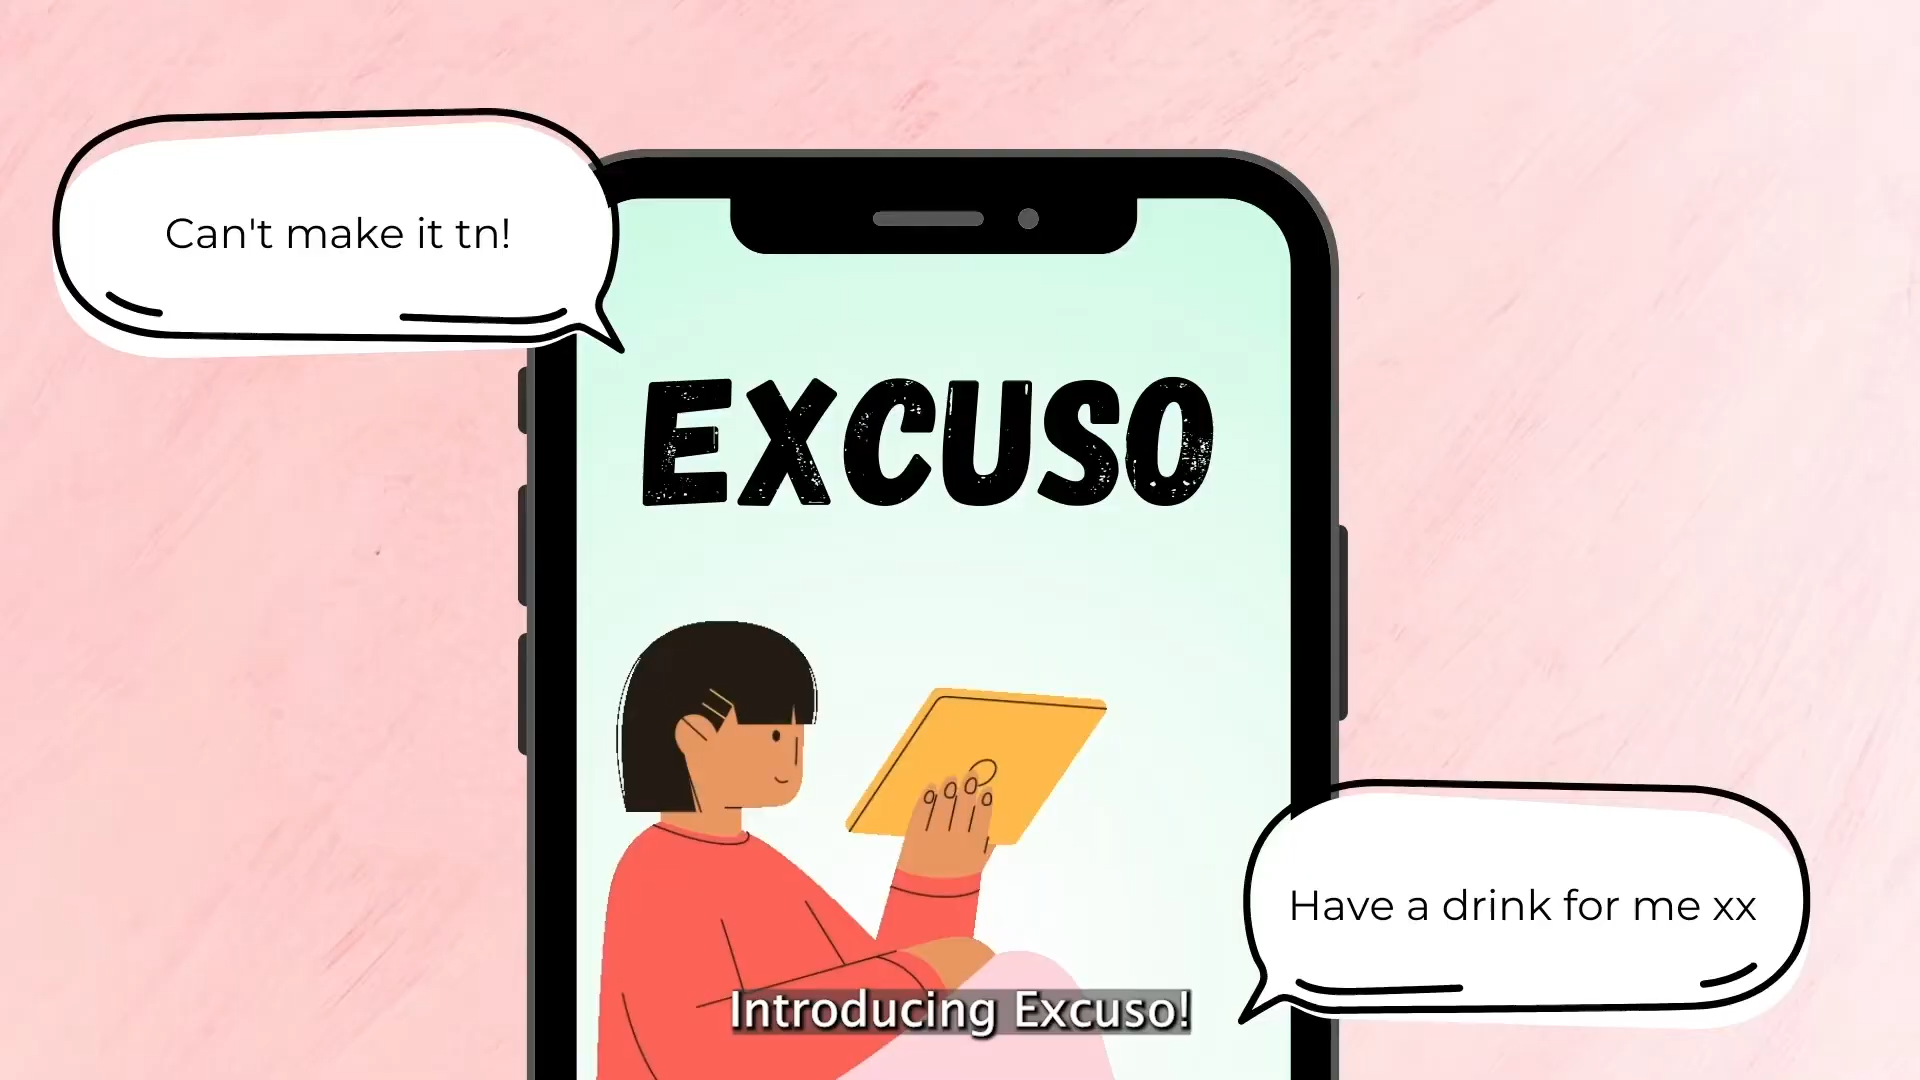 Can't make it tn!
EXCUSO
Have a drink for me xx
Introducing Excuso!